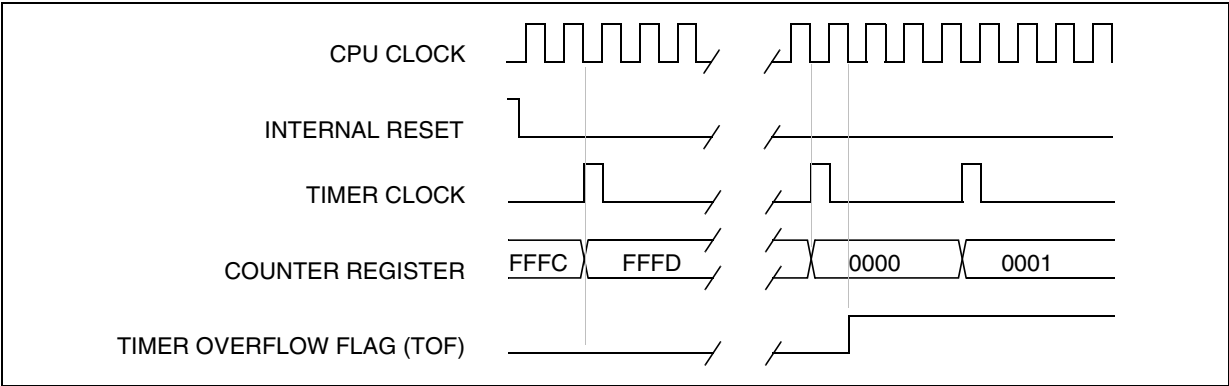 CPU CLOCK
INTERNAL RESET
TIMER CLOCK
COUNTER REGISTER FFFC FFFD 0000 0001
TIMER OVERFLOW FLAG (TOF)